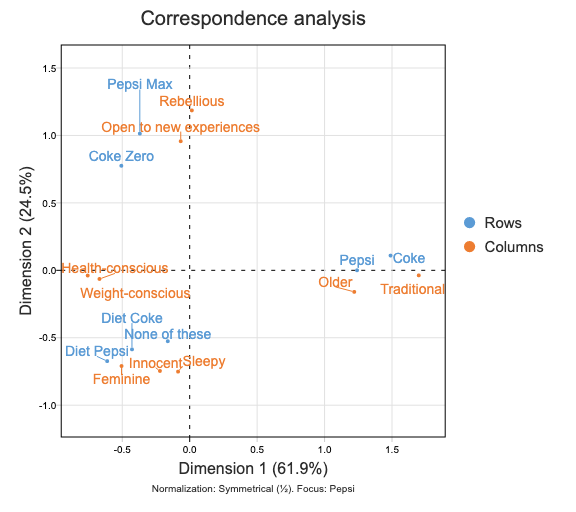 Correspondence analysis
1.5
Pepsi Max
Rebellious
1.0
Open to new experiences
Coke Zero
Dimension 2 (24.5%)
0.5
Rows
Columns
Pepsi
Coke
0.0
Health-conscious
Older
Traditional
Weight-conscious
Diet Coke
None of these
-0.5
Diet Pepsi
Innocent
Sleepy
Feminine
-1.0
-0.5
0.0
0.5
1.0
1.5
Dimension 1 (61.9%)
Normalization: Symmetrical (½). Focus: Pepsi